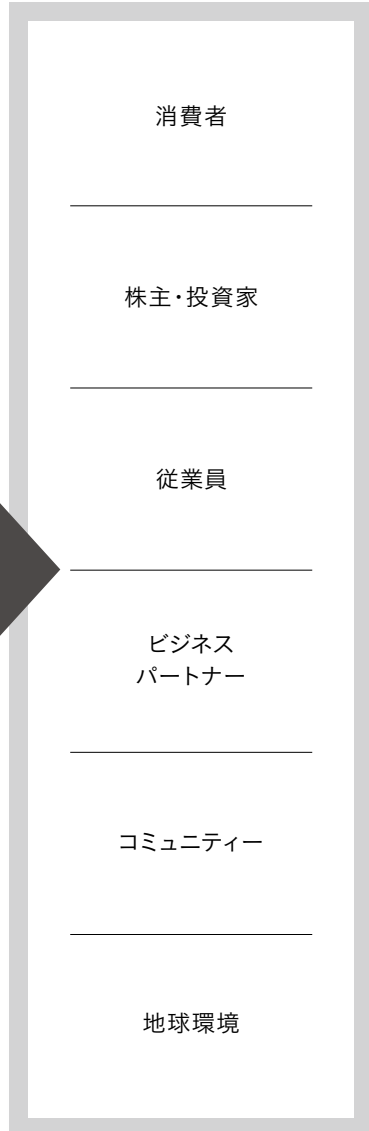 消費者
株主・投資家
従業員
ビジネス
パートナー
コミュニティー
地球環境